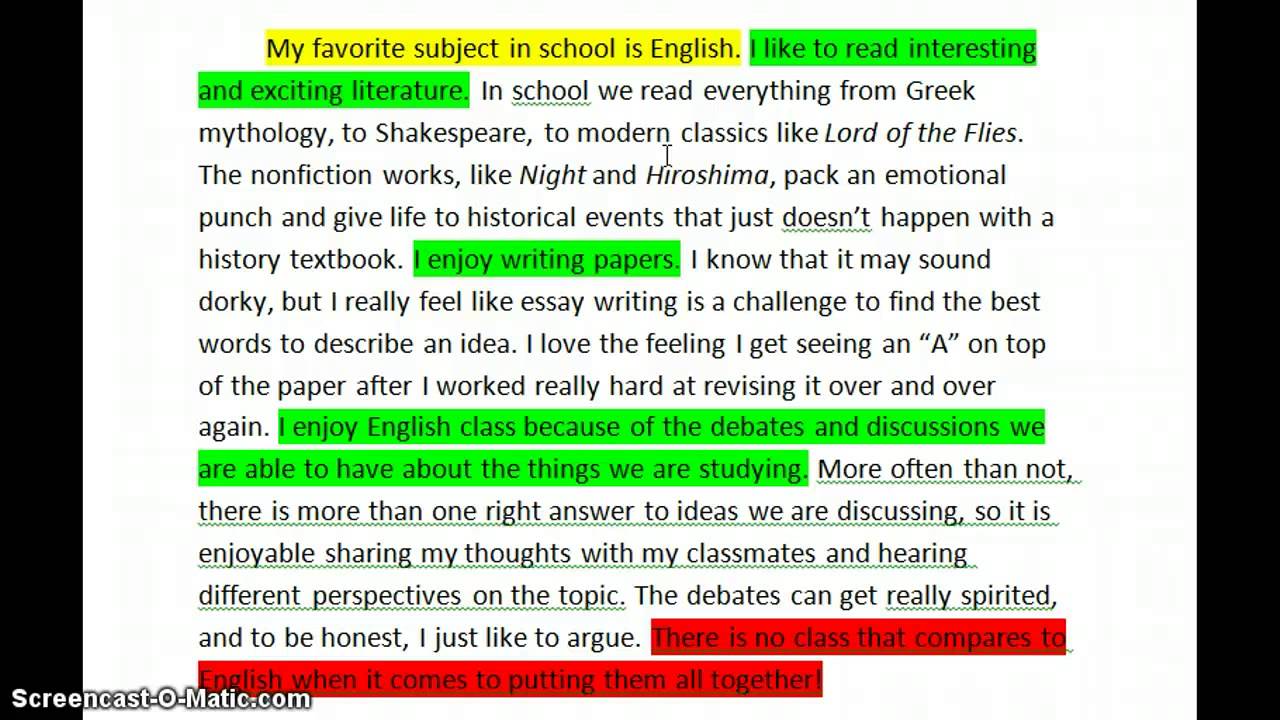 My favorite subject in school is English. I like to read interesting
and exciting literature. In school we read everything from Greek
mythology, to Shakespeare, to modern classics like Lord of the Flies.
The nonfiction works, like Night and Hiroshima, pack an emotional
punch and give life to historical events that just doesn’t happen with a
history textbook. I enjoy writing papers. I know that it may sound
dorky, but I really feel like essay writing is a challenge to find the best
words to describe an idea. I love the feeling I get seeing an “A” on top
of the paper after I worked really hard at revising it over and over
again. I enjoy English class because of the debates and discussions we
are able to have about the things we are studying. More often than not,
there is more than one right answer to ideas we are discussing, so it is
enjoyable sharing my thoughts with my classmates and hearing
different perspectives on the topic. The debates can get really spirited,
and to be honest, I just like to argue. There is no class that compares to
English when it comes to putting them all together!
Screencast-O-Matic.com